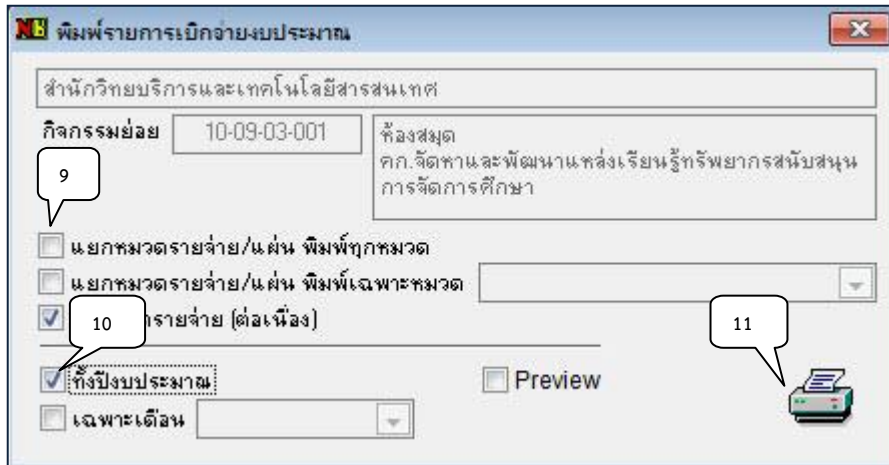 พิมพ์รายการเบิกจ่ายงบประมาณ
สำนักวิทยบริการและเทคโนโลยีสารสนเทศ
กิจกรรมย่อย 10-09-03-001
ห้องสมุด
คก.จัดหาและพัฒนาแหล่งเรียนรู้ทรัพยากรสนับสนุน
การจัดการศึกษา
9
แยกหมวดรายจ่าย/แผ่น พิมพ์ทุกหมวด
แยกหมวดรายจ่าย/แผ่น พิมพ์เฉพาะหมวด
10 รายจ่าย (ต่อเนื่อง)
11
ทั้งปีงบประมาณ Preview
เฉพาะเดือน